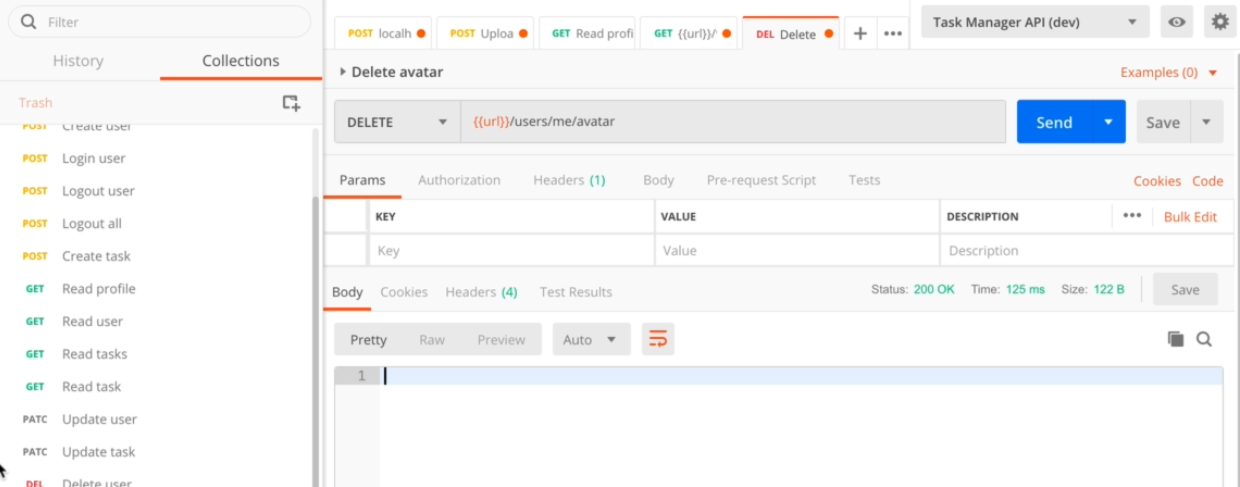 Filter
History Collections
Trash
POST Create user
POST Login user
POST Logout user
POST Logout all
POST Create task
GET Read profile
GET Read user
GET Read tasks
GET Read task
PATC Update user
PATC Update task
DEL Delete user
POST localh POST Uploa GET Read profi GET {{url}}/ DEL Delete + •••
Task Manager API (dev)
Delete avatar Examples (0)
DELETE {{url}}/users/me/avatar Send Save
Params Authorization Headers (1) Body Pre-request Script Tests Cookies Code
KEY VALUE DESCRIPTION ••• Bulk Edit
Key Value Description
Body Cookies Headers (4) Test Results Status: 200 OK Time: 125 ms Size: 122 B Save
Pretty Raw Preview Auto
1